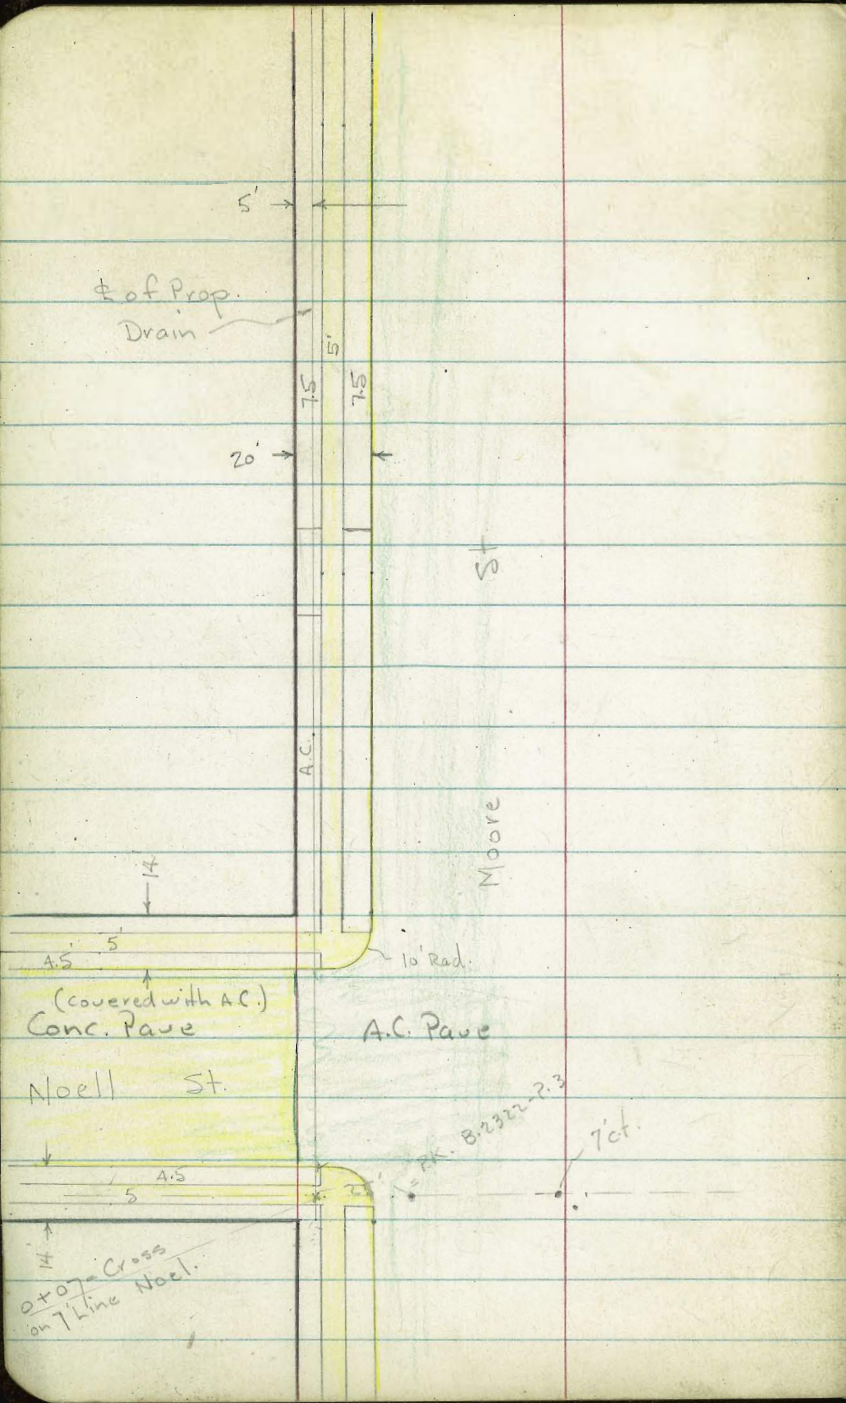 5'
℄ of Prop.
Drain
5'
7.5
7.5
20'
St
A.C.
Moore
14'
5'
4.5'
10' Rad.
(covered with A.C.)
Conc. Pave
A.C. Pave
Noell St.
P.K. B.2322-P.3
7'ct.
4.5
5
14'
0+07= Cross
on 7' Line Noel.